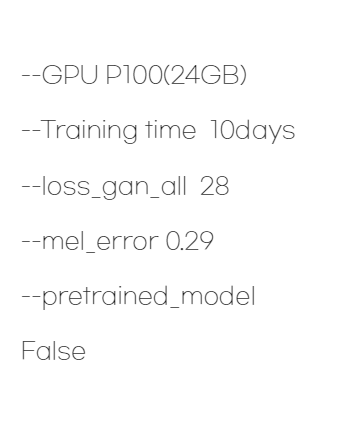 --GPU P100(24GB)
--Training time  10days
--loss_gan_all  28
--mel_error 0.29
--pretrained_model
False